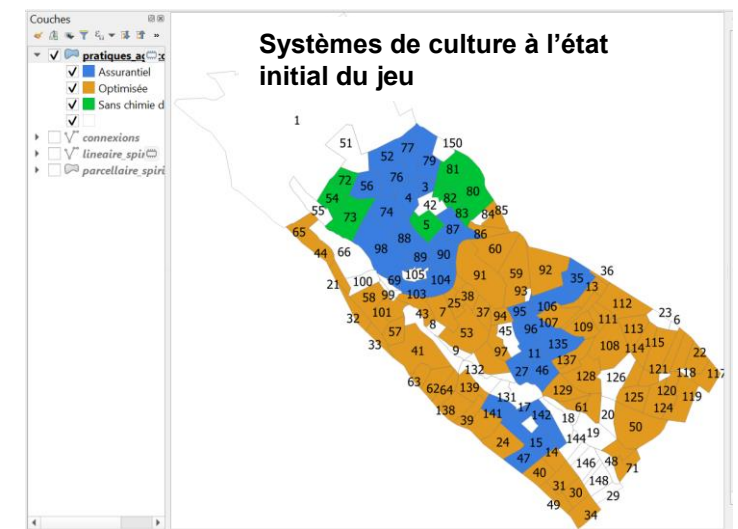 Couches
Systèmes de culture à l'état
initial du jeu
pratiques_ag
Assurantiel
Optimisée
Sans chimie d
connexions
lineaire_spiri
parcellaire_spiri
1
51 77 150
52 79 81
72 76
56 3 80
54 4 42 82
55 73 74 83 84 85
5 87 86
65 88
44 66 98 89 90 60
105
21 100 69 104 91 59 92 35 36
58 99 103 93 13
101 25 38 106 112
32 43 7 37 94 95 111 23
8 107 6
57 53 45 96 109 113
33 108 114 115
41 9 97 11 135 22
137
132 27 46 126 121 118 117
128
63 62 64 139 129 120 119
131 125
138 17 61 124
39 141 142 18 20
24 15 144 19 50
47 14 146 48 71
40 148
31 30 29
49 34